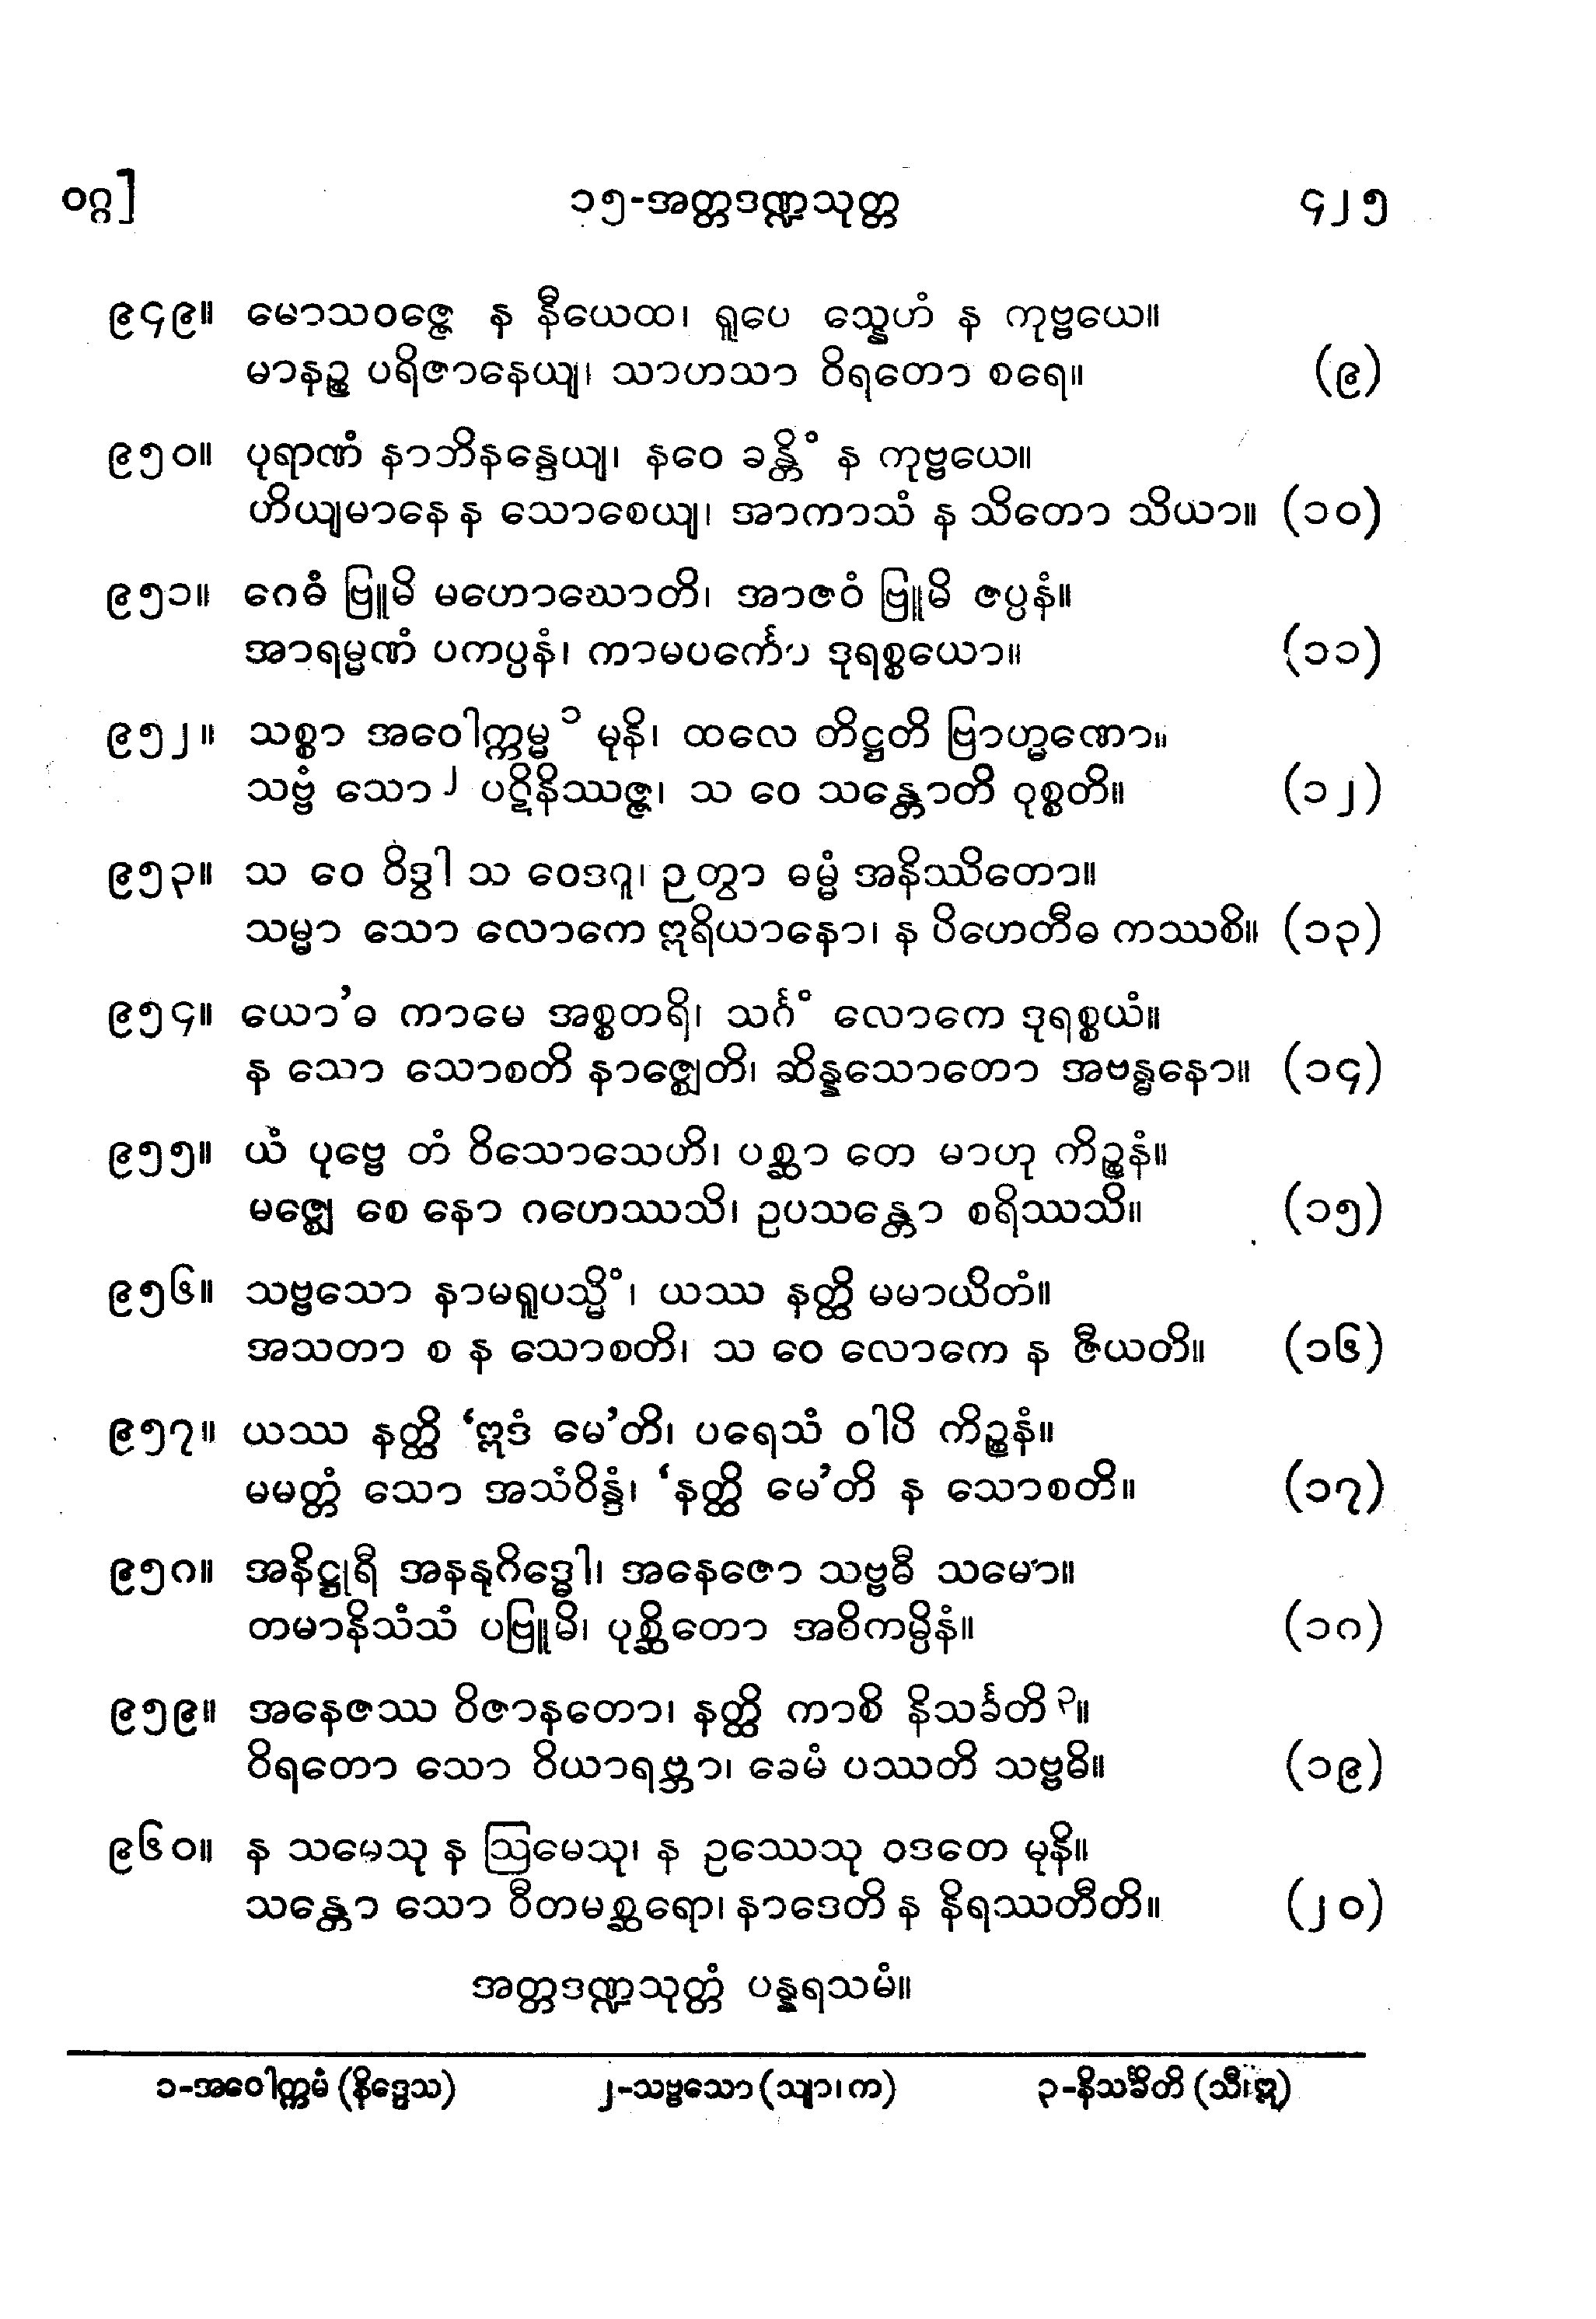 ဝဂ္ဂ]
၁၅-အတ္တဒဏ္ဍသုတ္တ
၄၂၅
၉၄၉။ မောသဝဇ္ဇေ န နီယေထ၊ ရူပေ သ္နေဟံ န ကုဗ္ဗယေ။
မာနဉ္စ ပရိဇာနေယျ၊ သာဟသာ ဝိရတော စရေ။ (၉)
၉၅၀။ ပုရာဏံ နာဘိနန္ဒေယျ၊ နဝေ ခန္တိံ န ကုဗ္ဗယေ။
ဟိယျမာနေ န သောစေယျ၊ အာကာသံ န သိတော သိယာ။ (၁၀)
၉၅၁။ ဂေဓံ ဗြူမိ မဟောဃောတိ၊ အာဇဝံ ဗြူမိ ဇပ္ပနံ။
အာရမ္မဏံ ပကပ္ပနံ၊ ကာမပင်္ကော ဒုရစ္စယော။ (၁၁)
၉၅၂။ သစ္စာ အဝေါက္ကမ္မ ၁ မုနိ၊ ထလေ တိဋ္ဌတိ ဗြာဟ္မဏော။
သဗ္ဗံ သော ၂ ပဋိနိဿဇ္ဇ၊ သ ဝေ သန္တောတိ ဝုစ္စတိ။ (၁၂)
၉၅၃။ သ ဝေ ဝိဒွါ သ ဝေဒဂူ၊ ဉတွာ ဓမ္မံ အနိဿိတော။
သမ္မာ သော လောကေ ဣရိယာနော၊ န ပိဟေတီဓ ကဿစိ။ (၁၃)
၉၅၄။ ယော’ဓ ကာမေ အစ္စတရိ၊ သင်္ဂံ လောကေ ဒုရစ္စယံ။
န သော သောစတိ နာဇ္ဈေတိ၊ ဆိန္နသောတော အဗန္ဓနော။ (၁၄)
၉၅၅။ ယံ ပုဗ္ဗေ တံ ဝိသောသေဟိ၊ ပစ္ဆာ တေ မာဟု ကိဉ္စနံ။
မဇ္ဈေ စေ နော ဂဟေဿသိ၊ ဥပသန္တော စရိဿသိ။ (၁၅)
၉၅၆။ သဗ္ဗသော နာမရူပသ္မိံ၊ ယဿ နတ္ထိ မမာယိတံ။
အသတာ စ န သောစတိ၊ သ ဝေ လောကေ န ဇီယတိ။ (၁၆)
၉၅၇။ ယဿ နတ္ထိ ‘ဣဒံ မေ’တိ၊ ပရေသံ ဝါပိ ကိဉ္စနံ။
မမတ္တံ သော အသံဝိန္ဒံ၊ ‘နတ္ထိ မေ’တိ န သောစတိ။ (၁၇)
၉၅၈။ အနိဋ္ဌုရီ အနနုဂိဒ္ဓေါ၊ အနေဇော သဗ္ဗဓီ သမော။
တမာနိသံသံ ပဗြူမိ၊ ပုစ္ဆိတော အဝိကမ္ပိနံ။ (၁၈)
၉၅၉။ အနေဇဿ ဝိဇာနတော၊ နတ္ထိ ကာစိ နိသင်္ခတိ ၃။
ဝိရတော သော ဝိယာရဗ္ဘာ၊ ခေမံ ပဿတိ သဗ္ဗဓိ။ (၁၉)
၉၆၀။ န သမေသု န ဩမေသု၊ န ဥဿေသု ဝဒတေ မုနိ။
သန္တော သော ဝီတမစ္ဆရော၊ နာဒေတိ န နိရဿတီတိ။ (၂၀)
အတ္တဒဏ္ဍသုတ္တံ ပန္နရသမံ။
၁-အဝေါက္ကမံ (နိဒ္ဒေသ)
၂-သဗ္ဗသော (သျာ၊ က)
၃-နိသင်္ခိတိ (သီ၊ ဣ)